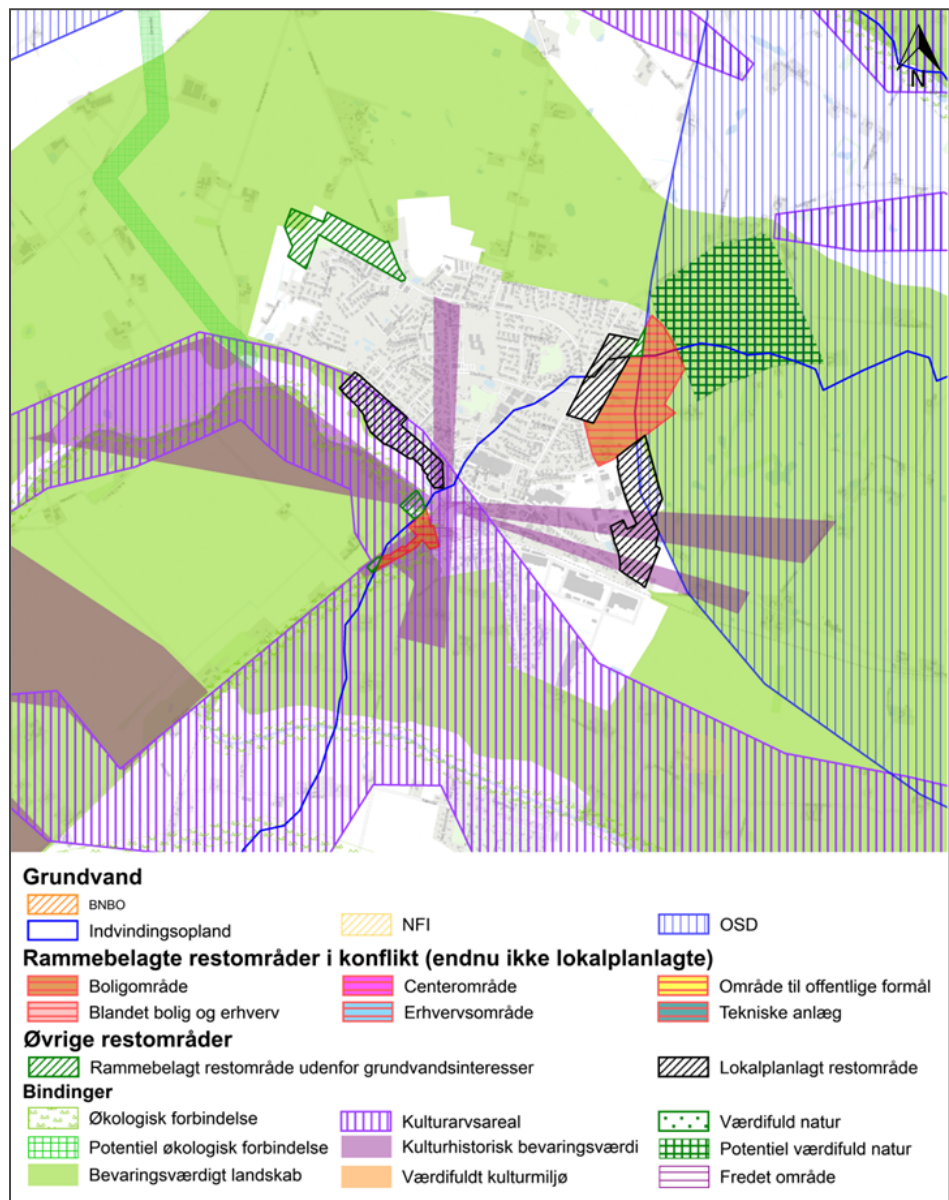 N
Grundvand
BNBO
Indvindingsopland
NFI
OSD
Rammebelagte restområder i konflikt (endnu ikke lokalplanlagte)
Boligområde
Centerområde
Område til offentlige formål
Blandet bolig og erhverv
Erhvervsområde
Tekniske anlæg
Øvrige restområder
Rammebelagt restområde udenfor grundvandsinteresser
Lokalplanlagt restområde
Bindinger
Økologisk forbindelse
Kulturarvsareal
Værdifuld natur
Potentiel økologisk forbindelse
Kulturhistorisk bevaringsværdi
Potentiel værdifuld natur
Bevaringsværdigt landskab
Værdifuldt kulturmiljø
Fredet område